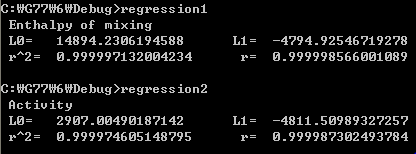 C:₩G77₩6₩Debug>regression1
Enthalpy of mixing
L0= 14894.2306194588 L1= -4794.92546719278
r^2= 0.999997132004234 r= 0.999998566001089
C:₩G77₩6₩Debug>regression2
Activity
L0= 2907.00490187142 L1= -4811.50989327257
r^2= 0.999974605148795 r= 0.999987302493784